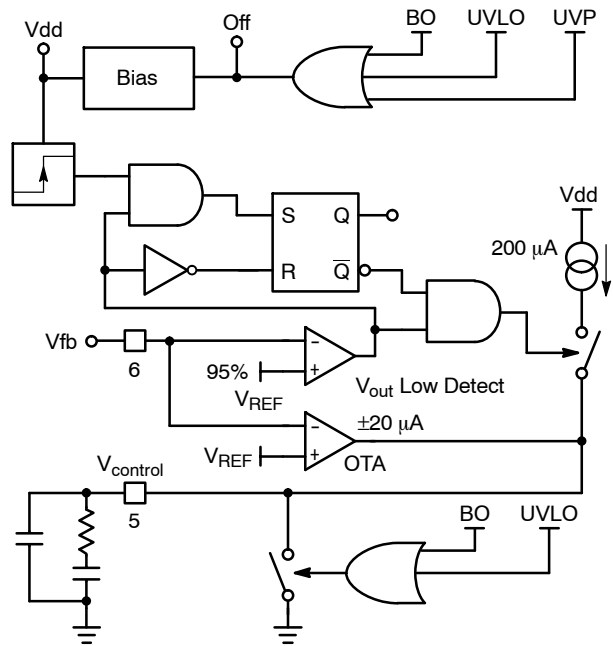 Vdd
Off
BO
UVLO
UVP
Bias
S
Q
R
Q̅
Vdd
200 μA
Vfb
6
95%
VREF
Vout Low Detect
±20 μA
VREF
OTA
Vcontrol
5
BO
UVLO